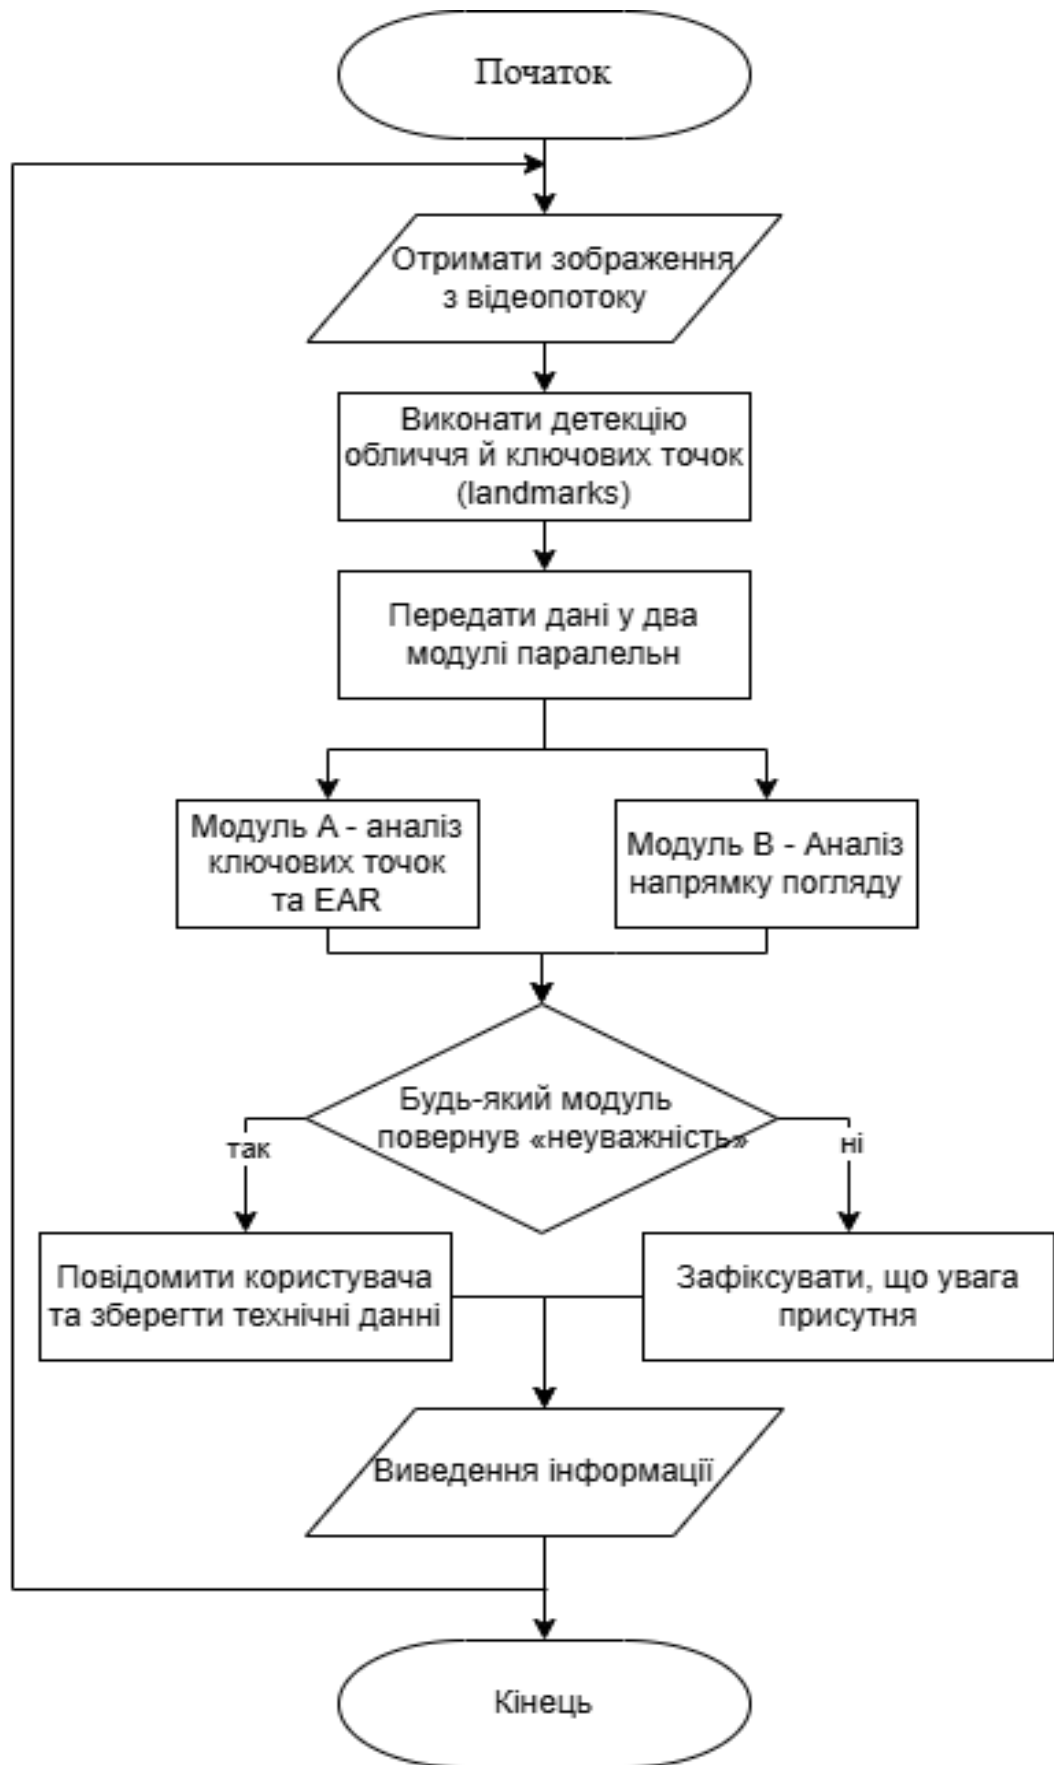 Початок
Отримати зображення
з відеопотоку
Виконати детекцію
обличчя й ключових точок
(landmarks)
Передати дані у два
модулі паралельн
Модуль А - аналіз
ключових точок
та EAR
Модуль В - Аналіз
напрямку погляду
Будь-який модуль
повернув «неуважність»
так
ні
Повідомити користувача
та зберегти технічні данні
Зафіксувати, що увага
присутня
Виведення інформації
Кінець